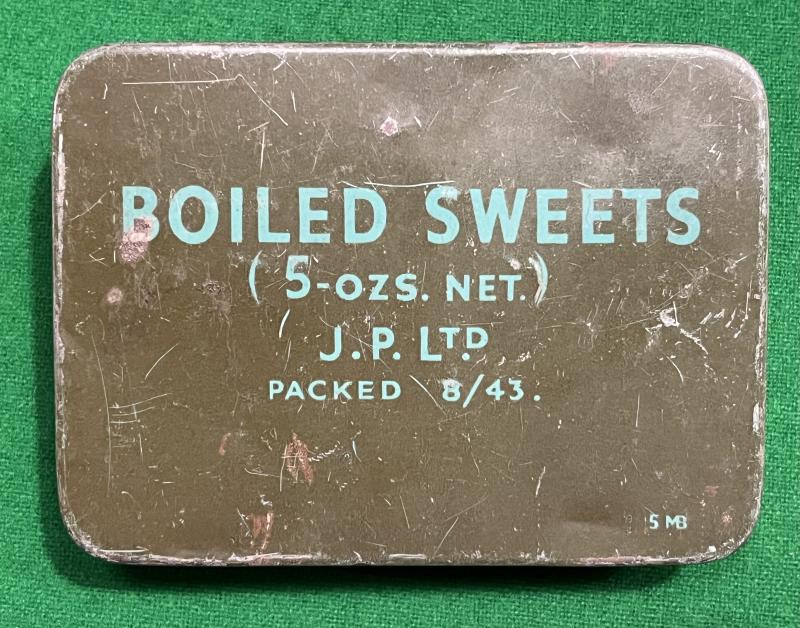 BOILED SWEETS
(5-OZS. NET.)
J.P. LTD.
PACKED 8/43.
5 MB